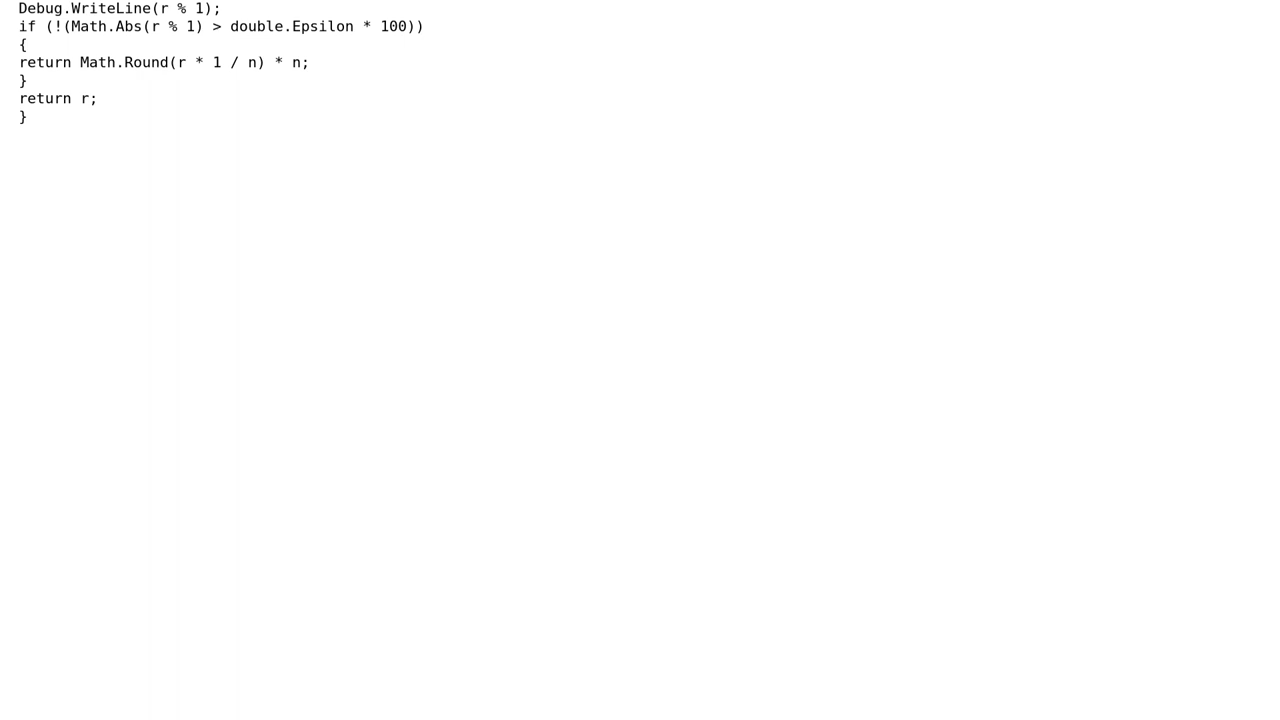 Debug.WriteLine(r % 1);
if (!(Math.Abs(r % 1) > double.Epsilon * 100))
{
return Math.Round(r * 1 / n) * n;
}
return r;
}